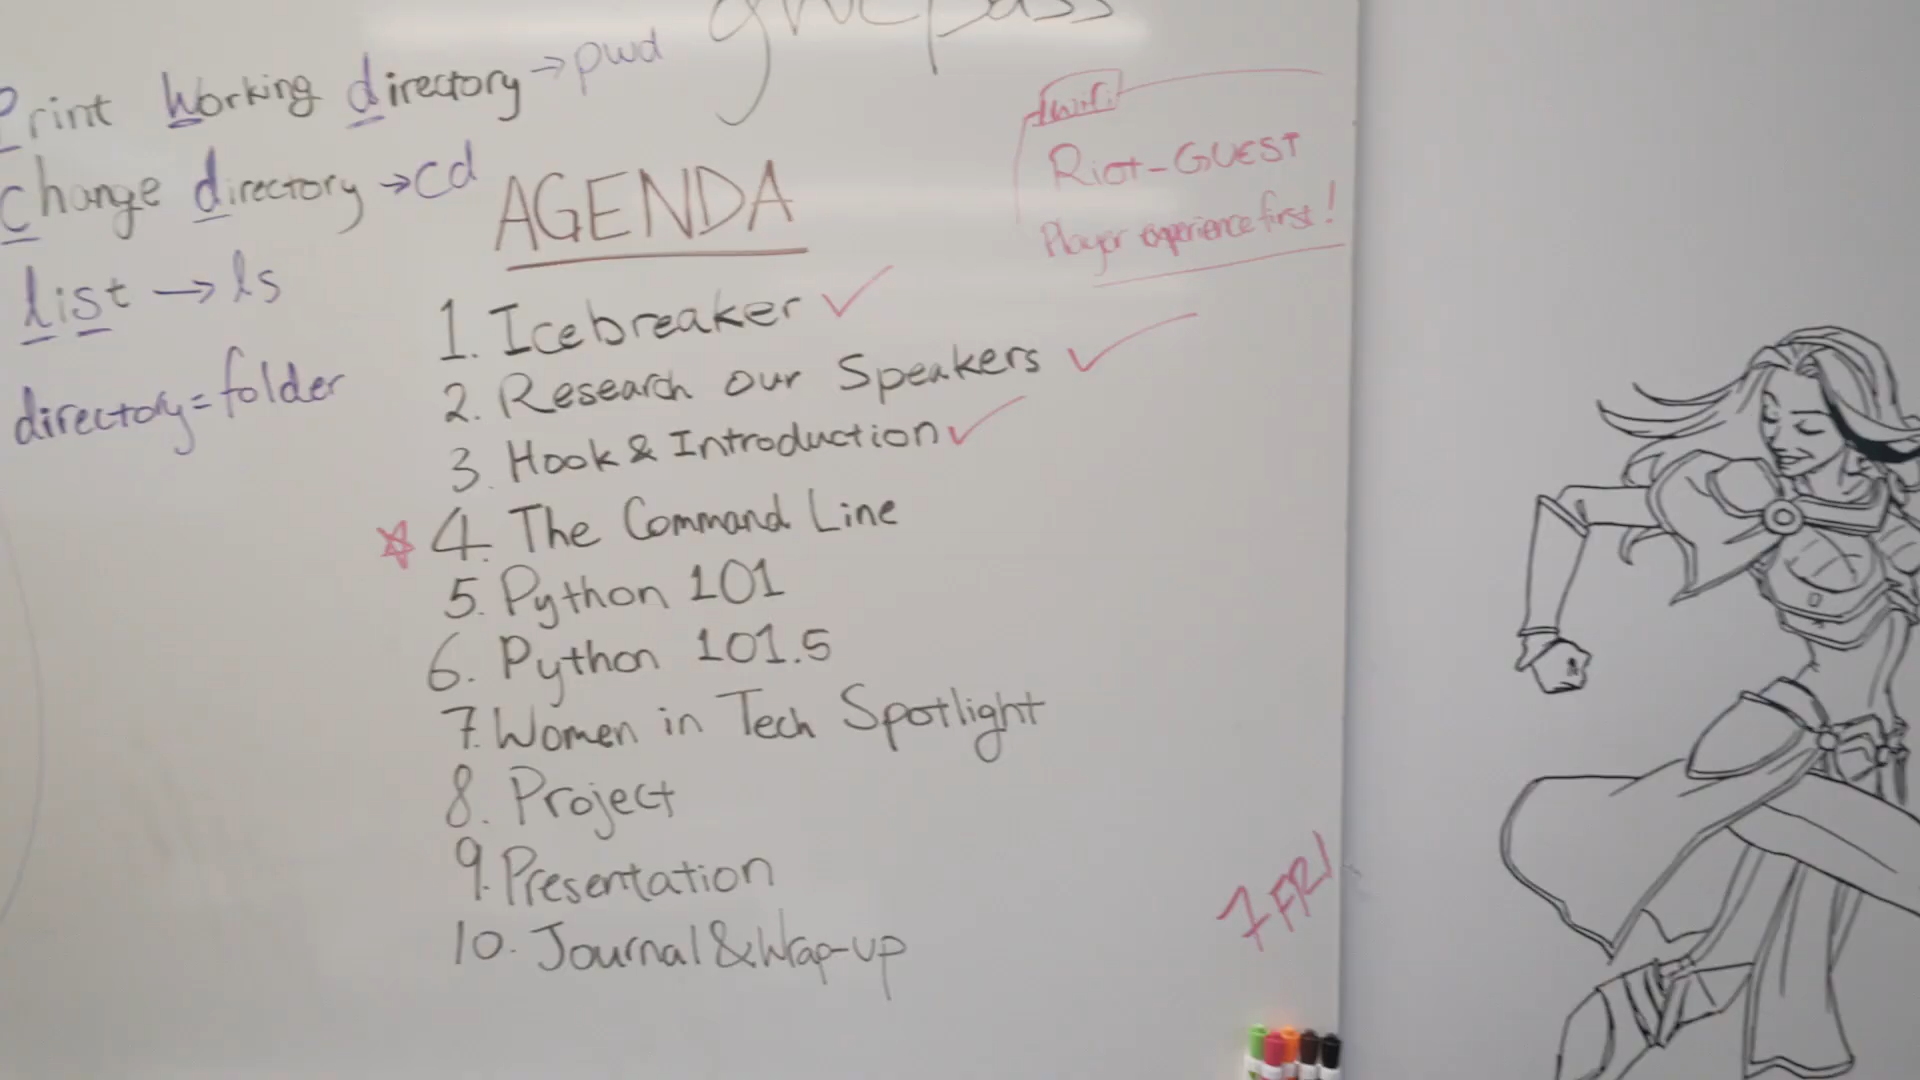 Print Working directory → pwd
Change directory → cd
list → ls
directory = folder
AGENDA
1. Icebreaker ✓
2. Research our Speakers ✓
3. Hook & Introduction ✓
☆ 4. The Command Line
5. Python 101
6. Python 101.5
7. Women in Tech Spotlight
8. Project
9. Presentation
10. Journal & Wrap-up
wifi:
Riot-GUEST
Player experience first!